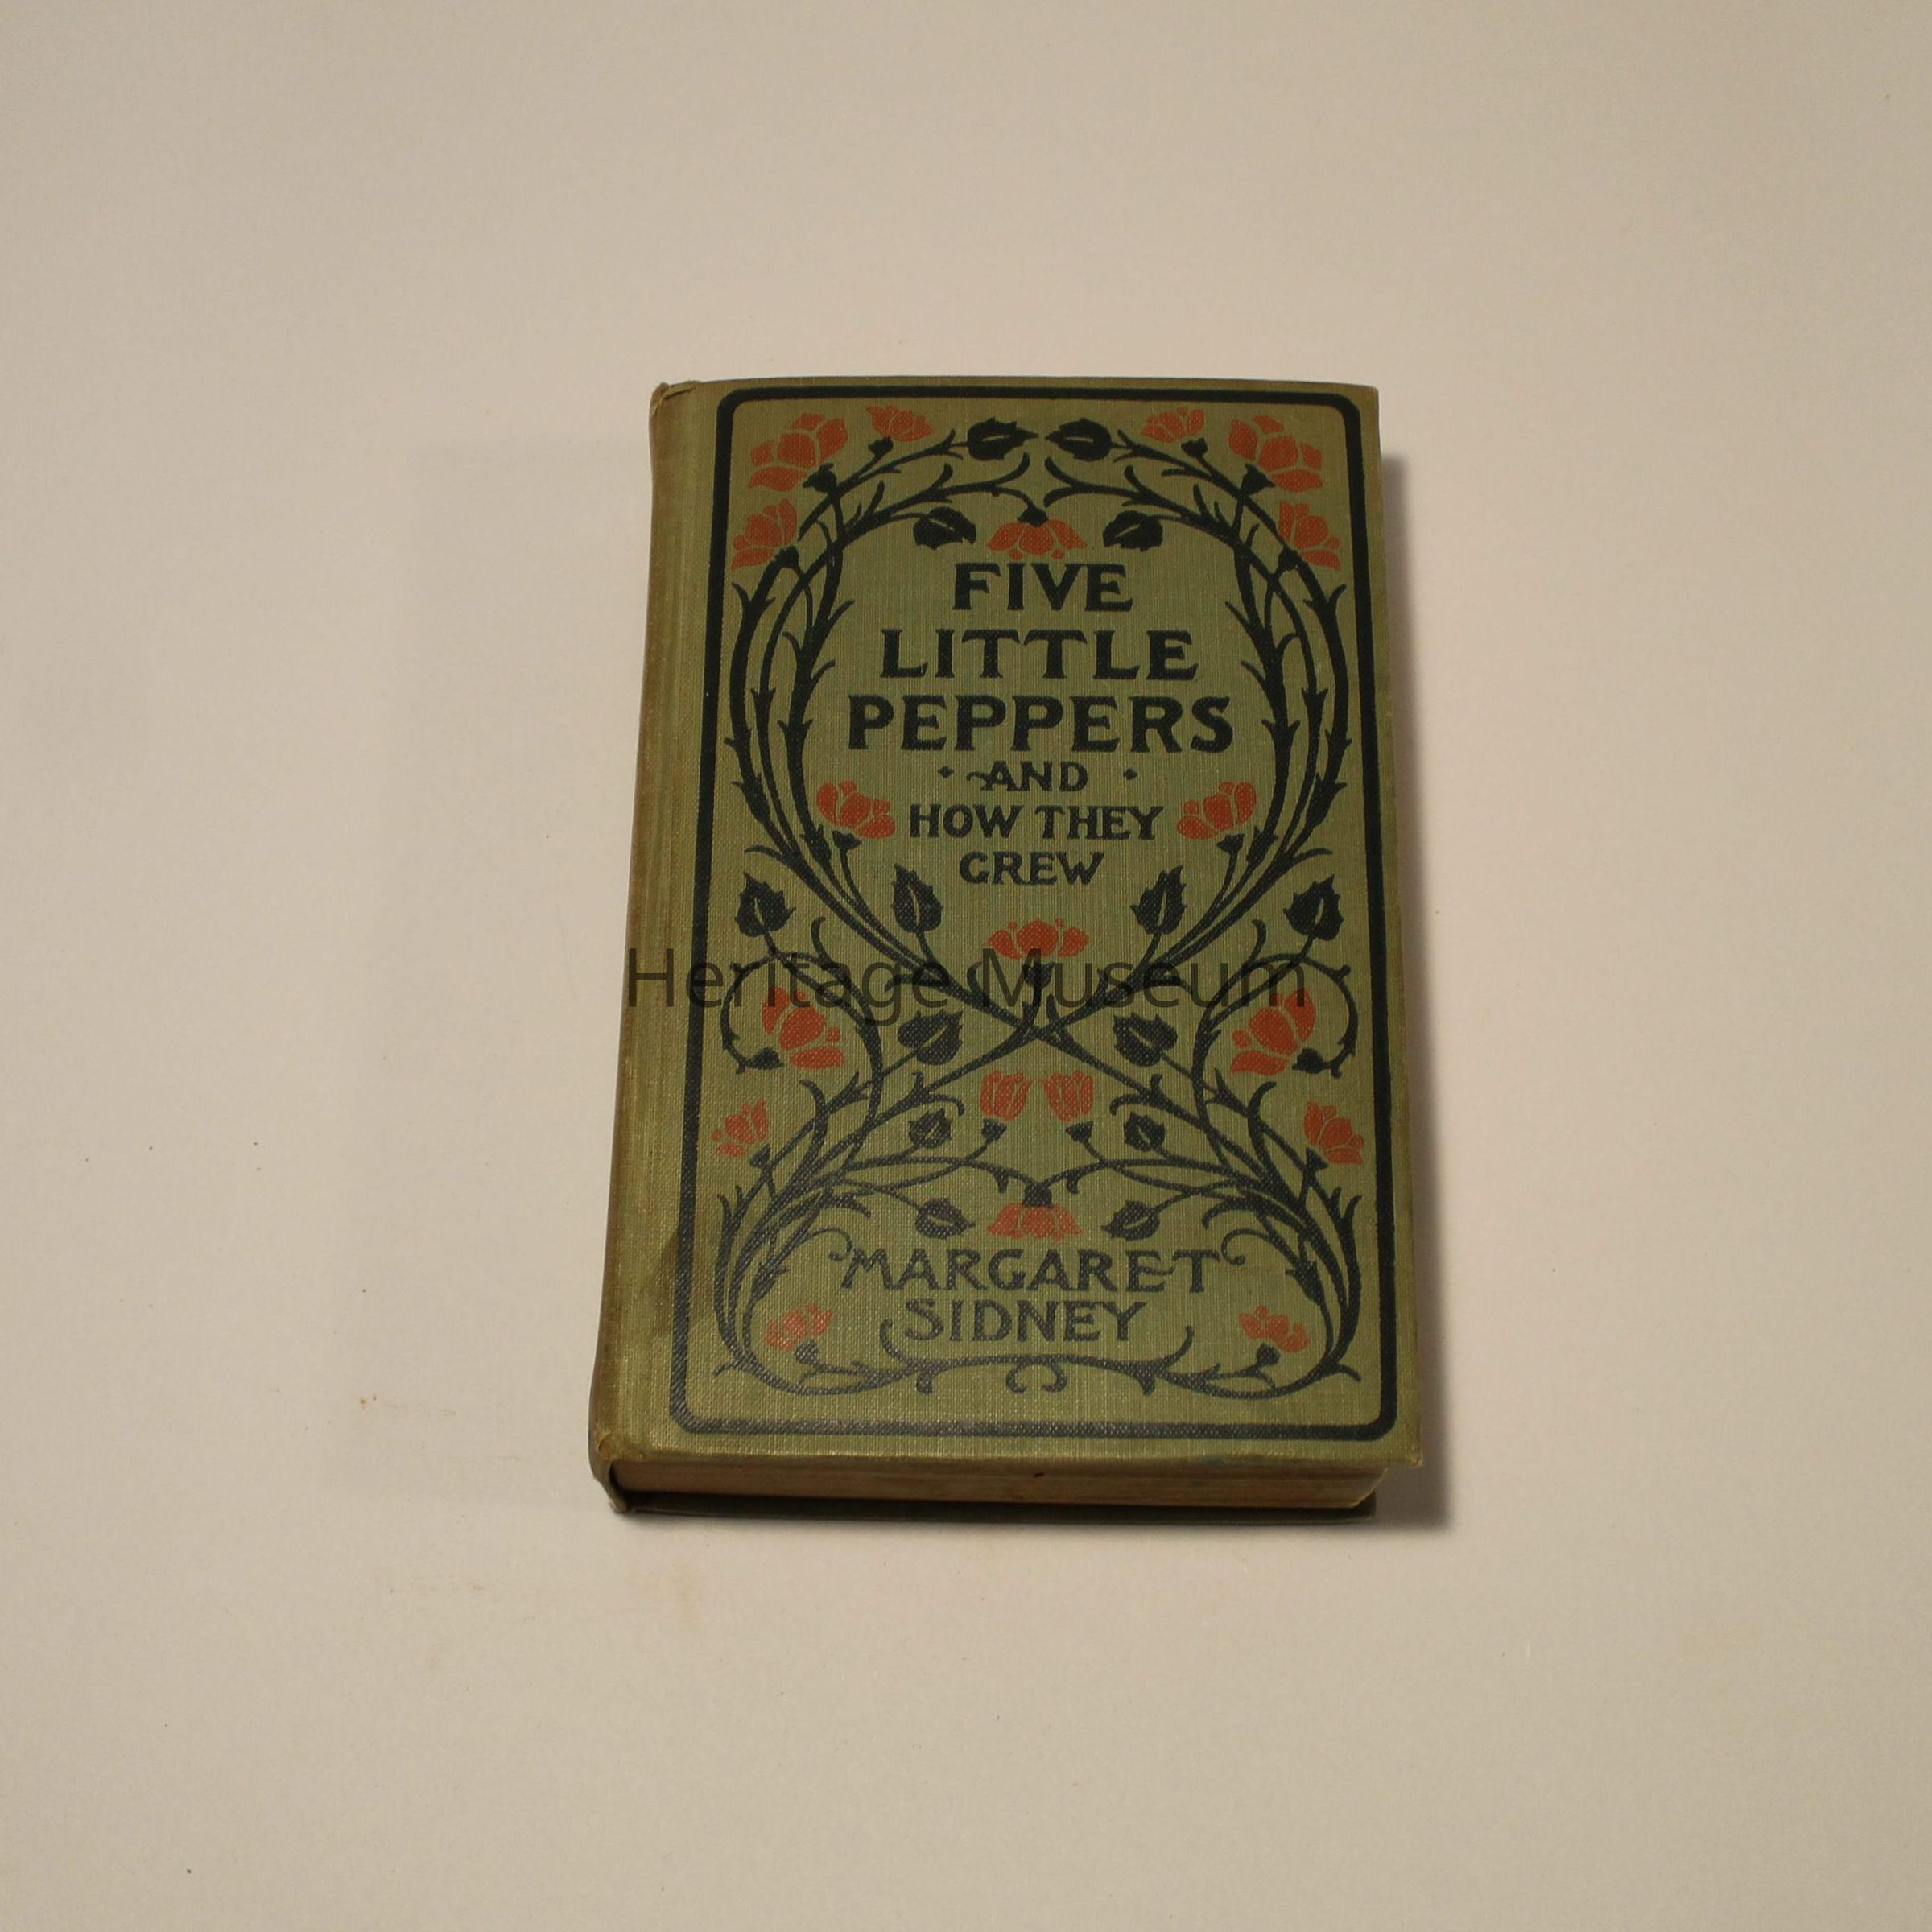 FIVE
LITTLE
PEPPERS
· AND ·
HOW THEY
GREW
Heritage Museum
MARGARET
SIDNEY